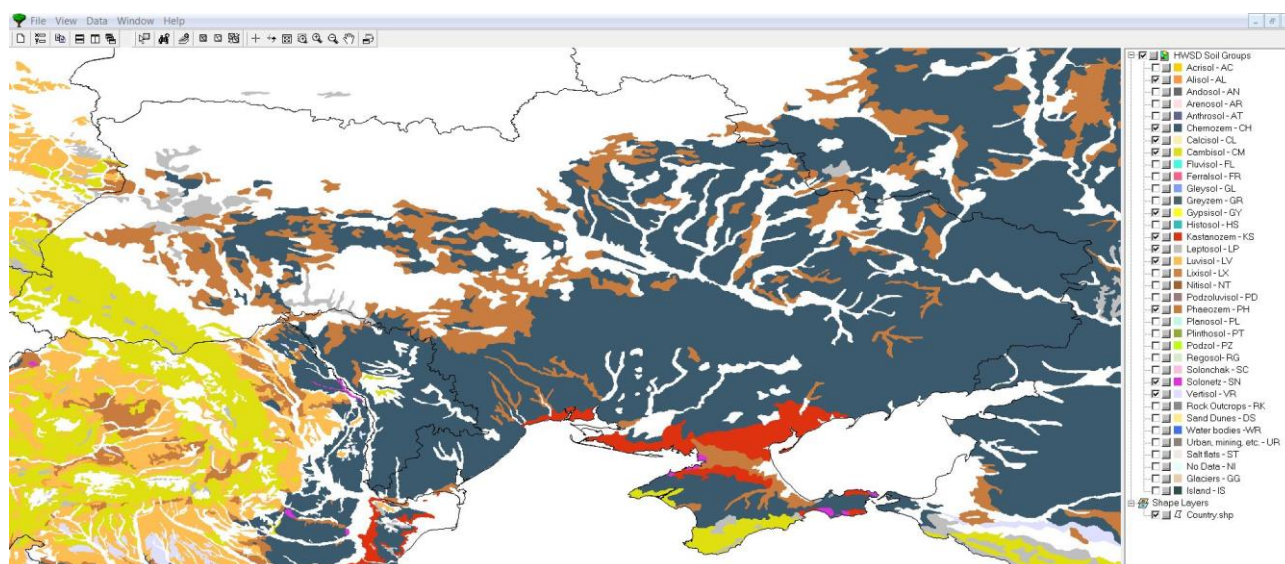 File View Data Window Help
HWSD Soil Groups
Acrisol - AC
Alisol - AL
Andosol - AN
Arenosol - AR
Anthrosol - AT
Chernozem - CH
Calcisol - CL
Cambisol - CM
Fluvisol - FL
Ferralsol - FR
Gleysol - GL
Greyzem - GR
Gypsisol - GY
Histosol - HS
Kastanozem - KS
Leptosol - LP
Luvisol - LV
Lixisol - LX
Nitisol - NT
Podzoluvisol - PD
Phaeozem - PH
Planosol - PL
Plinthosol - PT
Podzol - PZ
Regosol - RG
Solonchak - SC
Solonetz - SN
Vertisol - VR
Rock Outcrops - RK
Sand Dunes - DS
Water bodies - WR
Urban, mining, etc. - UR
Salt flats - ST
No Data - NI
Glaciers - GG
Island - IS
Shape Layers
Country.shp